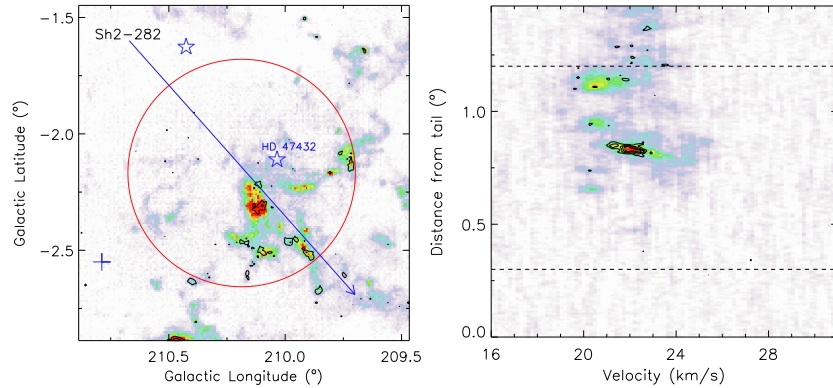 Sh2-282
HD 47432
-1.5
-2.0
-2.5
Galactic Latitude (°)
210.5
210.0
209.5
Galactic Longitude (°)
1.0
0.5
0.0
Distance from tail (°)
16
20
24
28
Velocity (km/s)